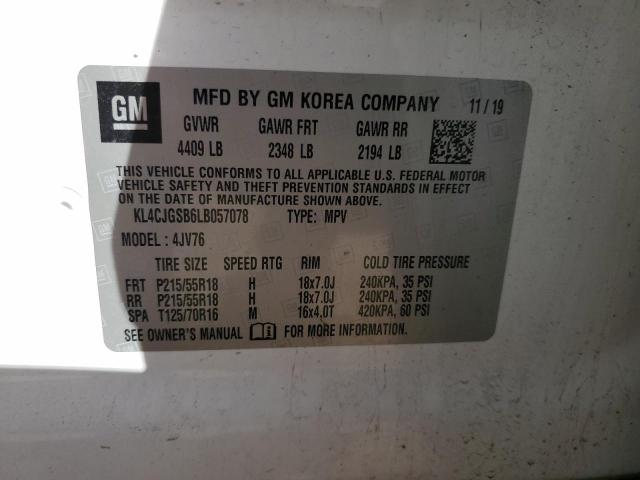 GM MFD BY GM KOREA COMPANY 11 / 19
GVWR GAWR FRT GAWR RR
4409 LB 2348 LB 2194 LB
THIS VEHICLE CONFORMS TO ALL APPLICABLE U.S. FEDERAL MOTOR
VEHICLE SAFETY AND THEFT PREVENTION STANDARDS IN EFFECT
ON THE DATE OF MANUFACTURE SHOWN ABOVE.
KL4CJGSB6LB057078 TYPE: MPV
MODEL : 4JV76
TIRE SIZE SPEED RTG RIM COLD TIRE PRESSURE
FRT P215/55R18 H 18x7.0J 240KPA, 35 PSI
RR P215/55R18 H 18x7.0J 240KPA, 35 PSI
SPA T125/70R16 M 16x4.0T 420KPA, 60 PSI
SEE OWNER'S MANUAL FOR MORE INFORMATION.